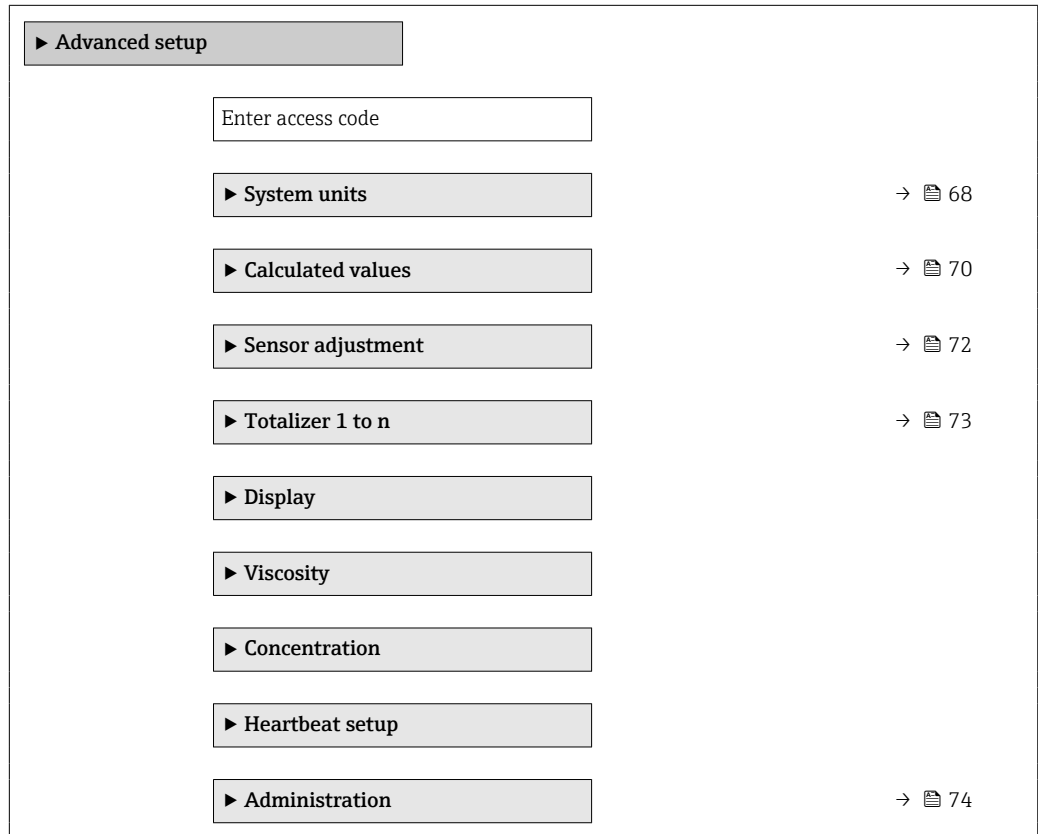 ▶ Advanced setup
Enter access code
▶ System units → 68
▶ Calculated values → 70
▶ Sensor adjustment → 72
▶ Totalizer 1 to n → 73
▶ Display
▶ Viscosity
▶ Concentration
▶ Heartbeat setup
▶ Administration → 74